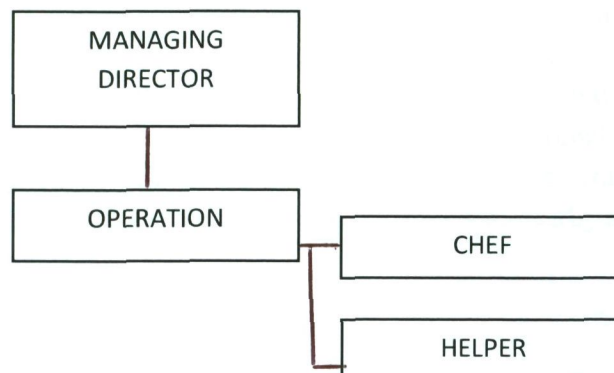 MANAGING
DIRECTOR
OPERATION
CHEF
HELPER